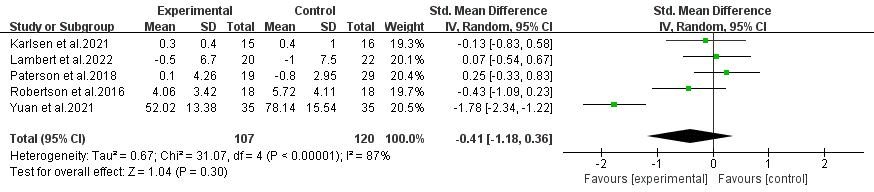 Experimental Control Std. Mean Difference Std. Mean Difference
Study or Subgroup Mean SD Total Mean SD Total Weight IV, Random, 95% CI IV, Random, 95% CI
Karlsen et al.2021 0.3 0.4 15 0.4 1 16 19.3% -0.13 [-0.83, 0.58]
Lambert et al.2022 -0.5 6.7 20 -1 7.5 22 20.1% 0.07 [-0.54, 0.67]
Paterson et al.2018 0.1 4.26 19 -0.8 2.95 29 20.4% 0.25 [-0.33, 0.83]
Robertson et al.2016 4.06 3.42 18 5.72 4.11 18 19.7% -0.43 [-1.09, 0.23]
Yuan et al.2021 52.02 13.38 35 78.14 15.54 35 20.5% -1.78 [-2.34, -1.22]
Total (95% CI) 107 120 100.0% -0.41 [-1.18, 0.36]
Heterogeneity: Tau² = 0.67; Chi² = 31.07, df = 4 (P < 0.00001); I² = 87%
Test for overall effect: Z = 1.04 (P = 0.30)
-2 -1 0 1 2
Favours [experimental] Favours [control]